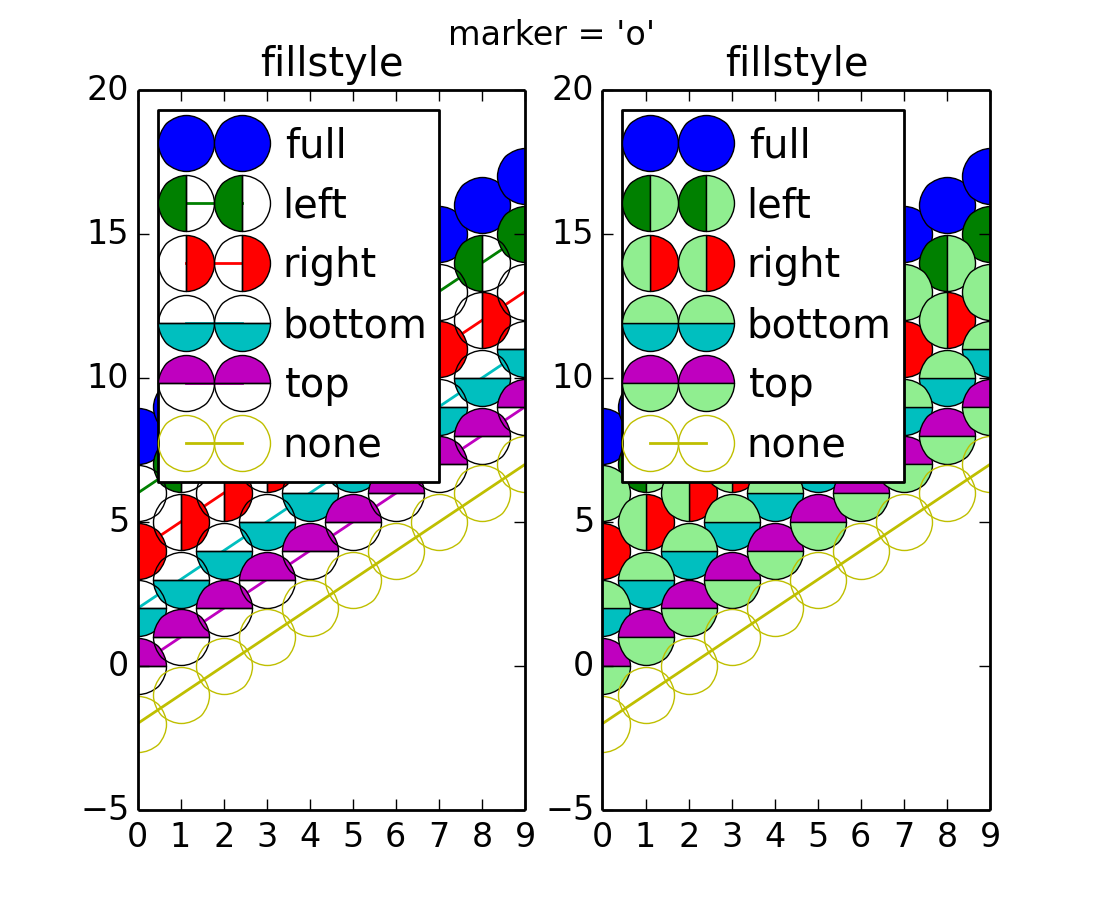 marker = 'o'
fillstyle
20
15
10
5
0
−5
full
left
right
bottom
top
none
0 1 2 3 4 5 6 7 8 9
fillstyle
20
15
10
5
0
−5
full
left
right
bottom
top
none
0 1 2 3 4 5 6 7 8 9